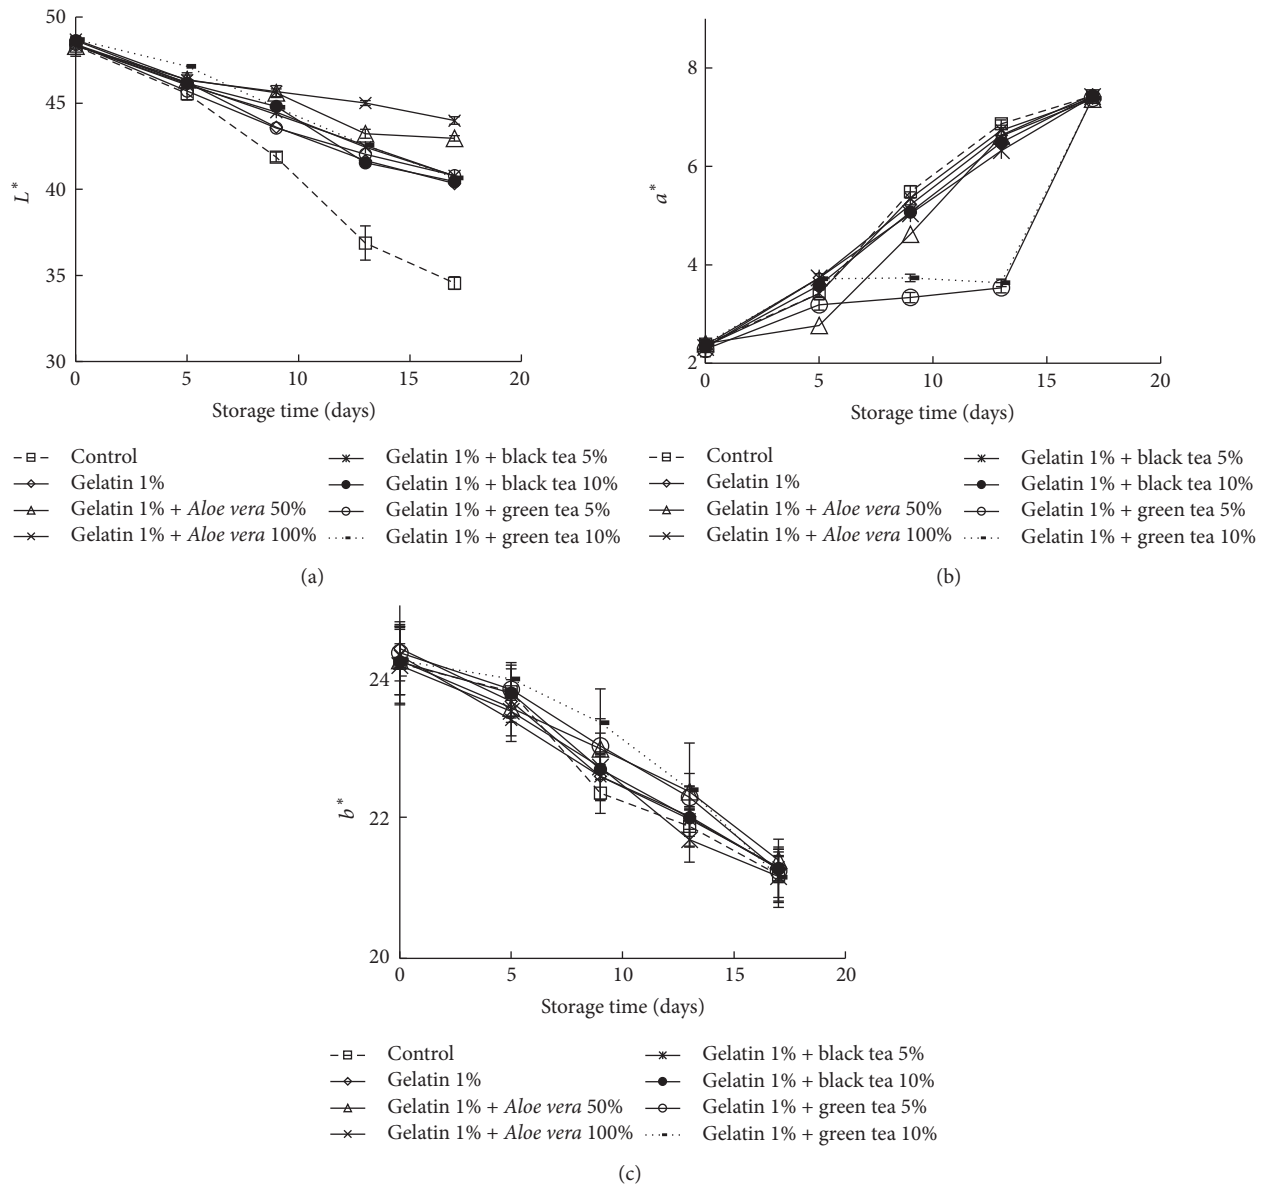 50
45
40
35
30
L*
0 5 10 15 20
Storage time (days)
Control
Gelatin 1%
Gelatin 1% + Aloe vera 50%
Gelatin 1% + Aloe vera 100%
Gelatin 1% + black tea 5%
Gelatin 1% + black tea 10%
Gelatin 1% + green tea 5%
Gelatin 1% + green tea 10%
(a)
8
6
4
2
a*
0 5 10 15 20
Storage time (days)
Control
Gelatin 1%
Gelatin 1% + Aloe vera 50%
Gelatin 1% + Aloe vera 100%
Gelatin 1% + black tea 5%
Gelatin 1% + black tea 10%
Gelatin 1% + green tea 5%
Gelatin 1% + green tea 10%
(b)
24
22
20
b*
0 5 10 15 20
Storage time (days)
Control
Gelatin 1%
Gelatin 1% + Aloe vera 50%
Gelatin 1% + Aloe vera 100%
Gelatin 1% + black tea 5%
Gelatin 1% + black tea 10%
Gelatin 1% + green tea 5%
Gelatin 1% + green tea 10%
(c)